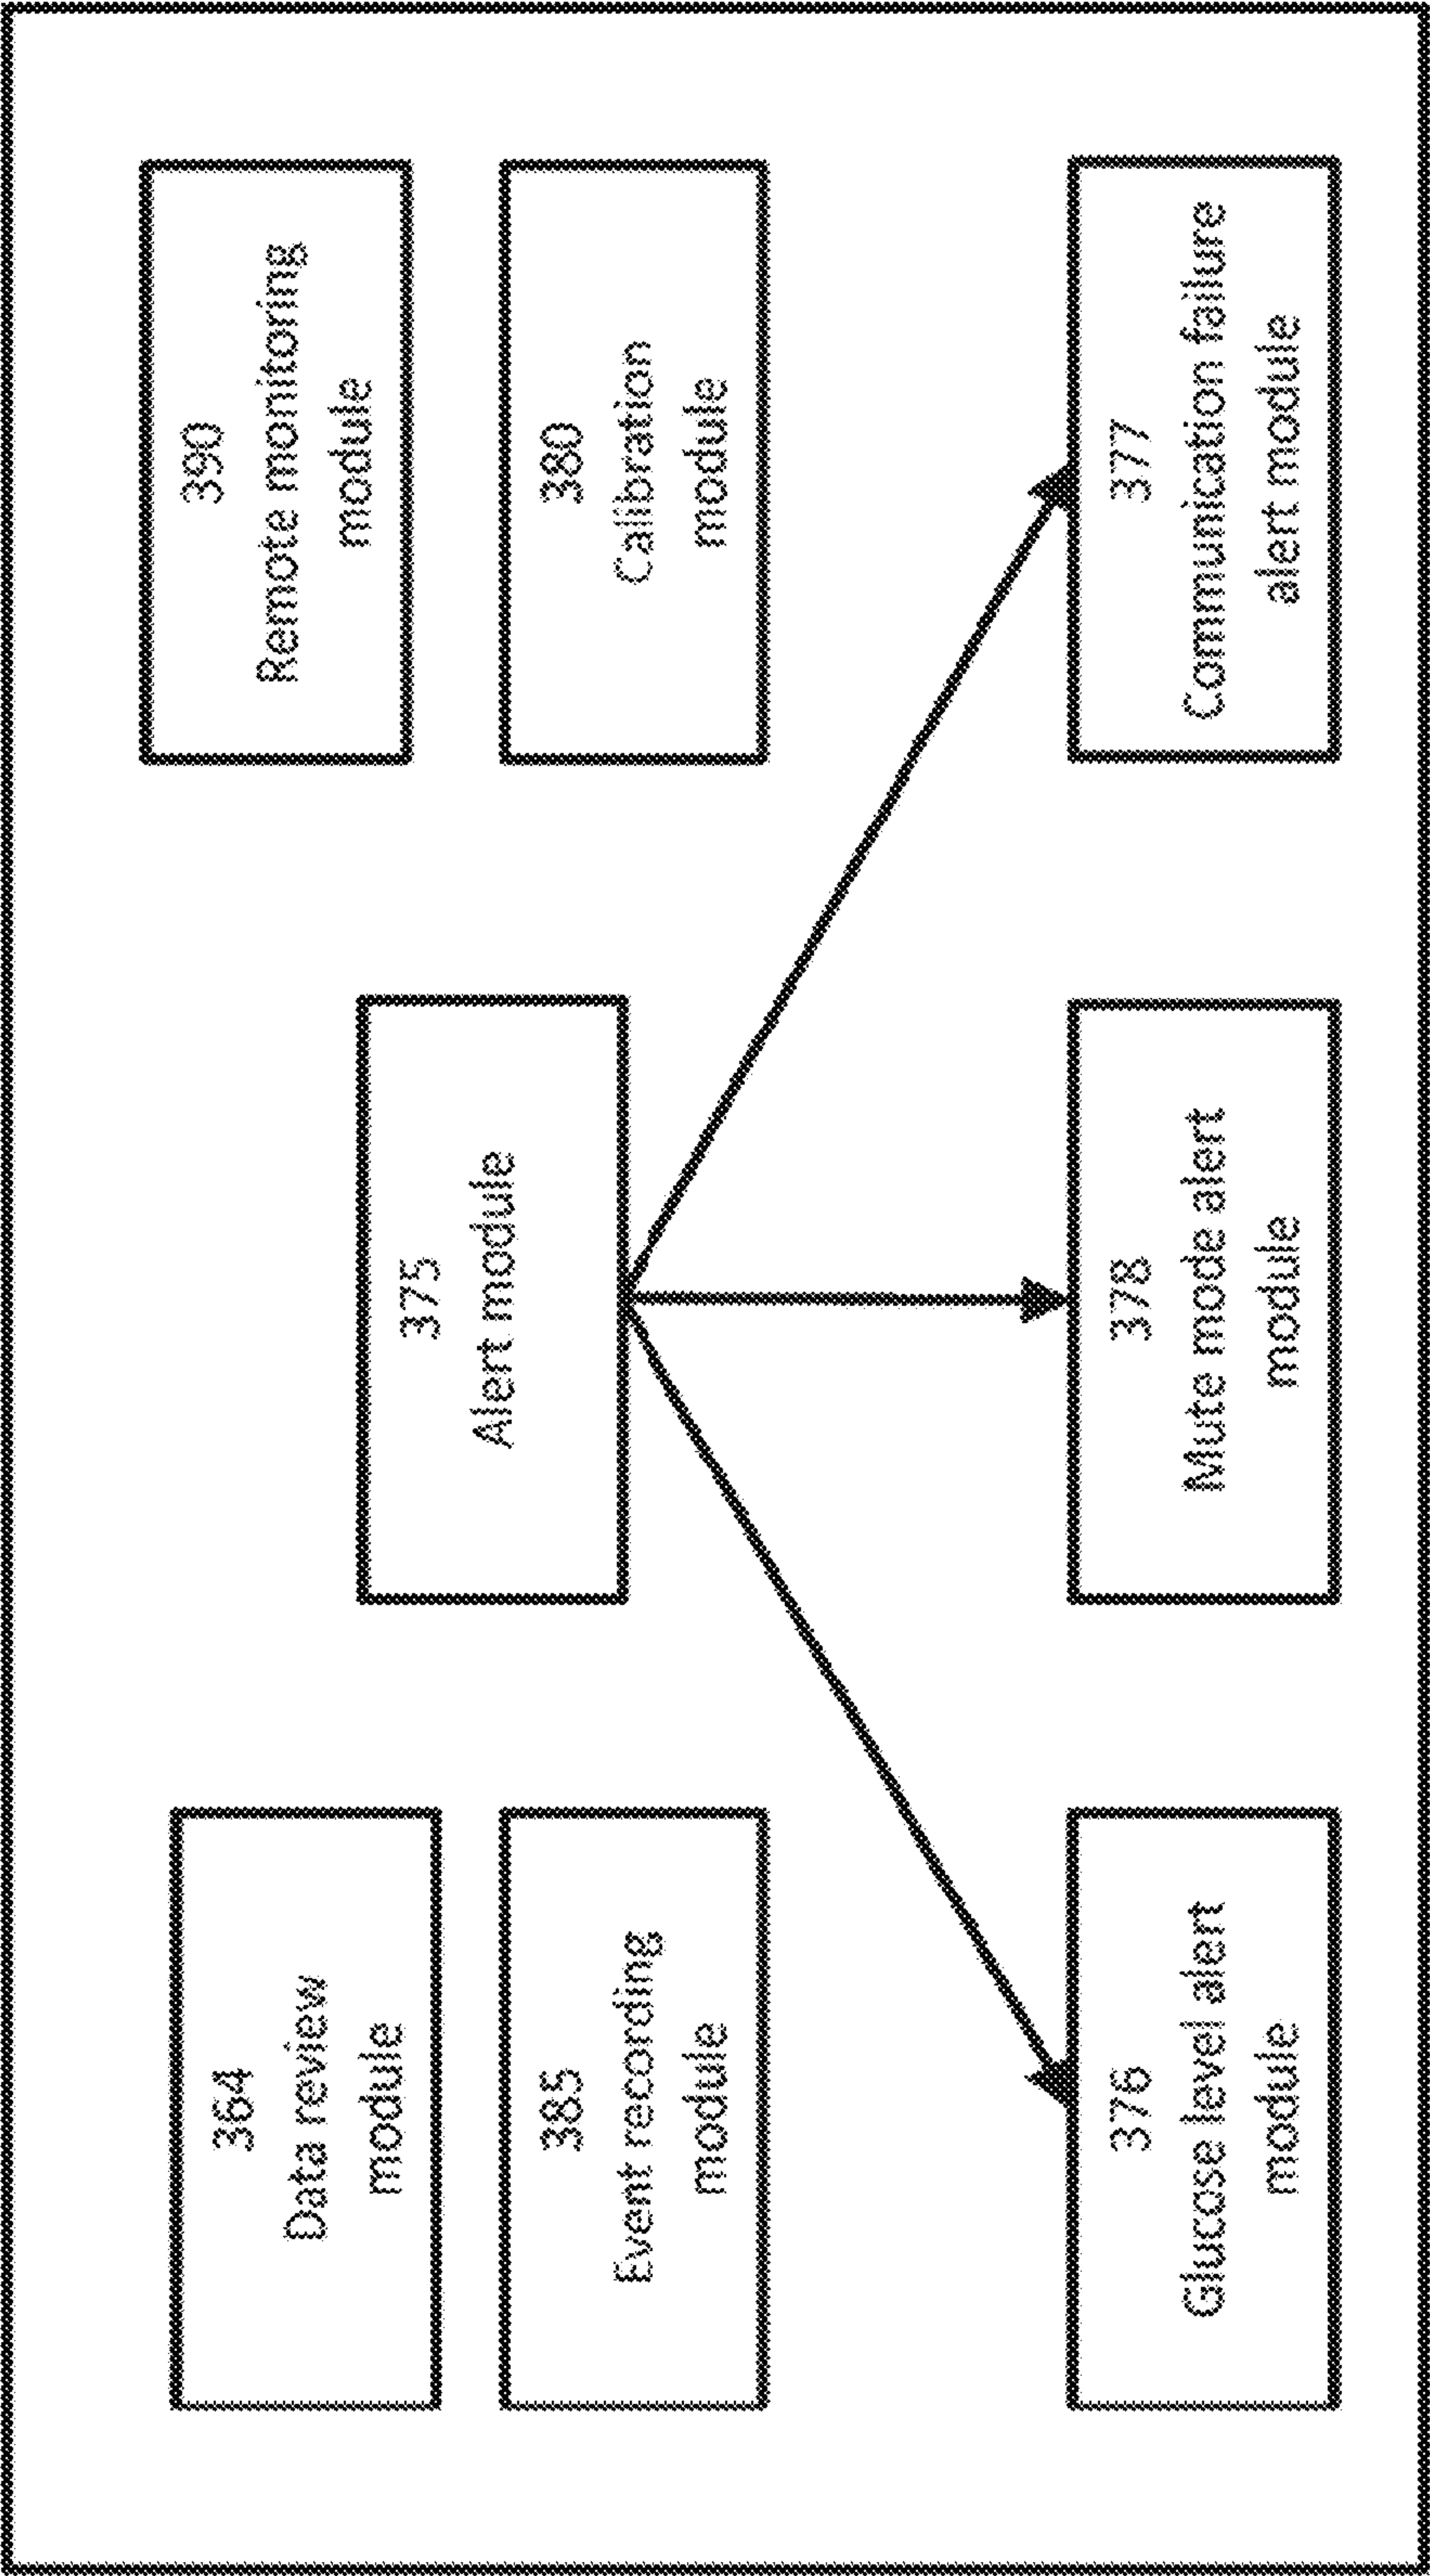 364
Data review
module
385
Event recording
module
375
Alert module
390
Remote monitoring
module
380
Calibration
module
376
Glucose level alert
module
378
Mute mode alert
module
377
Communication failure
alert module